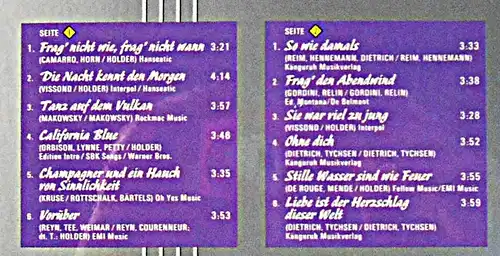 SEITE 1
1. Frag' nicht wie, frag' nicht wann 3:21
(CAMARRO, HORN / HOLDER) Hanseatic
2. Die Nacht kennt den Morgen 4:14
(VISSOND / HOLDER) Interpol / Hanseatic
3. Tanz auf dem Vulkan 3:57
(MAKOWSKY / MAKOWSKY) Rockmac Music
4. California Blue 3:48
(ORBISON, LYNNE, PETTY / HOLDER)
Edition Intro / SBK Songs / Warner Bros.
5. Champagner und ein Hauch 3:35
von Sinnlichkeit
(KRUSE / ROTTSCHALK, BÄRTELS) Oh Yes Music
6. Vorüber 3:53
(REYN, TEE, WEIMAR / REYN, COURENNEUR;
dt. T.: HOLDER) EMI Music
SEITE
1. So wie damals 3:33
(REIM, HENNEMANN, DIETRICH / REIM, HENNEMANN)
Känguruh Musikverlag
2. Frag' den Abendwind 3:38
(GORDINI, RELIN / GORDINI, RELIN)
Ed. Montana / De Belmont
3. Sie war viel zu jung 3:28
(VISSOND / HOLDER) Interpol
4. Ohne dich 3:52
(DIETRICH, TYCHSEN / DIETRICH, TYCHSEN)
Känguruh Musikverlag
5. Stille Wasser sind wie Feuer 3:55
(DE ROUGE, MENDE / HOLDER) Fellow Music / EMI Music
6. Liebe ist der Herzschlag 3:59
dieser Welt
(DIETRICH, TYCHSEN / DIETRICH, TYCHSEN)
Känguruh Musikverlag